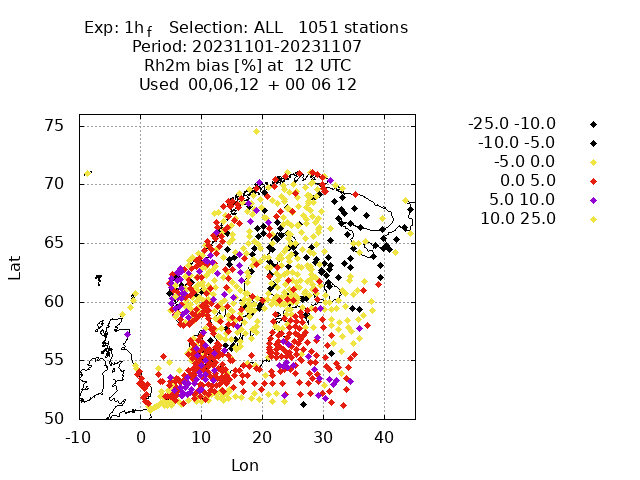 Exp: 1h f Selection: ALL 1051 stations
Period: 20231101-20231107
Rh2m bias [%] at 12 UTC
Used 00,06,12 + 00 06 12
-25.0 -10.0
-10.0 -5.0
-5.0 0.0
0.0 5.0
5.0 10.0
10.0 25.0
75
70
65
60
55
50
Lat
-10 0 10 20 30 40
Lon